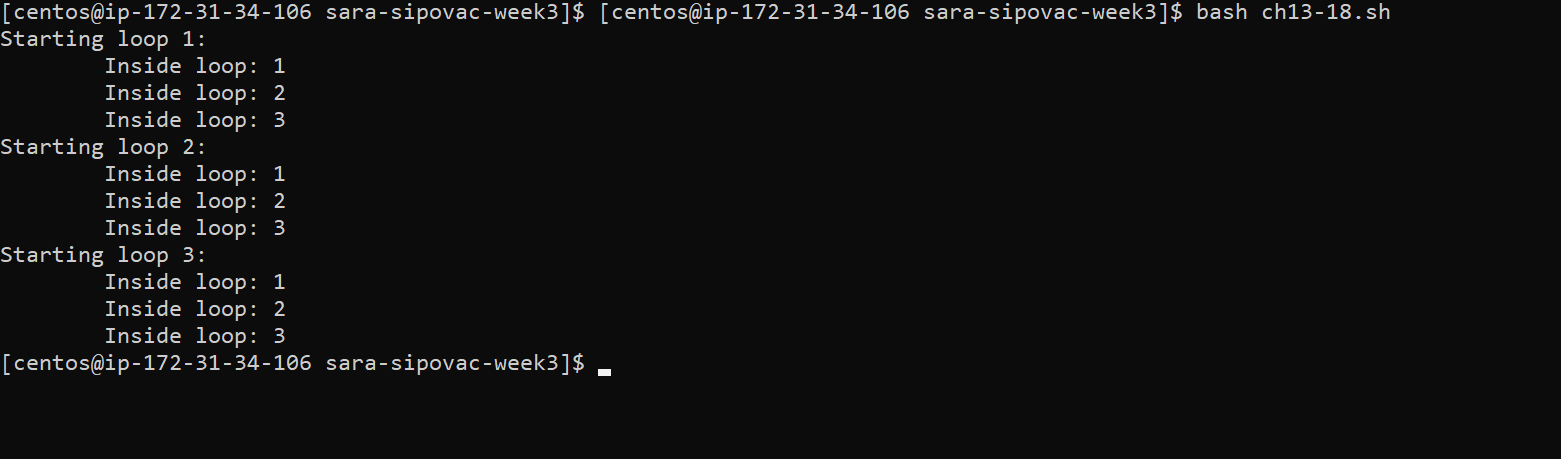 [centos@ip-172-31-34-106 sara-sipovac-week3]$ [centos@ip-172-31-34-106 sara-sipovac-week3]$ bash ch13-18.sh
Starting loop 1:
        Inside loop: 1
        Inside loop: 2
        Inside loop: 3
Starting loop 2:
        Inside loop: 1
        Inside loop: 2
        Inside loop: 3
Starting loop 3:
        Inside loop: 1
        Inside loop: 2
        Inside loop: 3
[centos@ip-172-31-34-106 sara-sipovac-week3]$